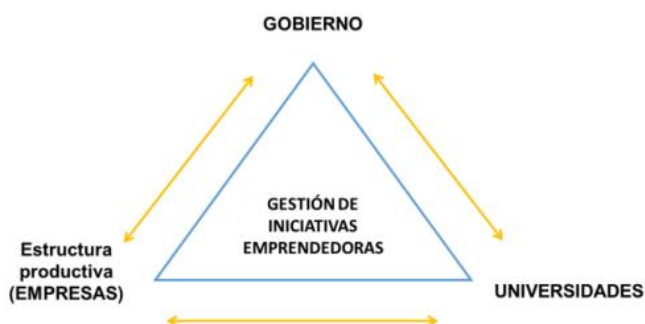 GOBIERNO
GESTIÓN DE
INICIATIVAS
EMPRENDEDORAS
Estructura
productiva
(EMPRESAS)
UNIVERSIDADES